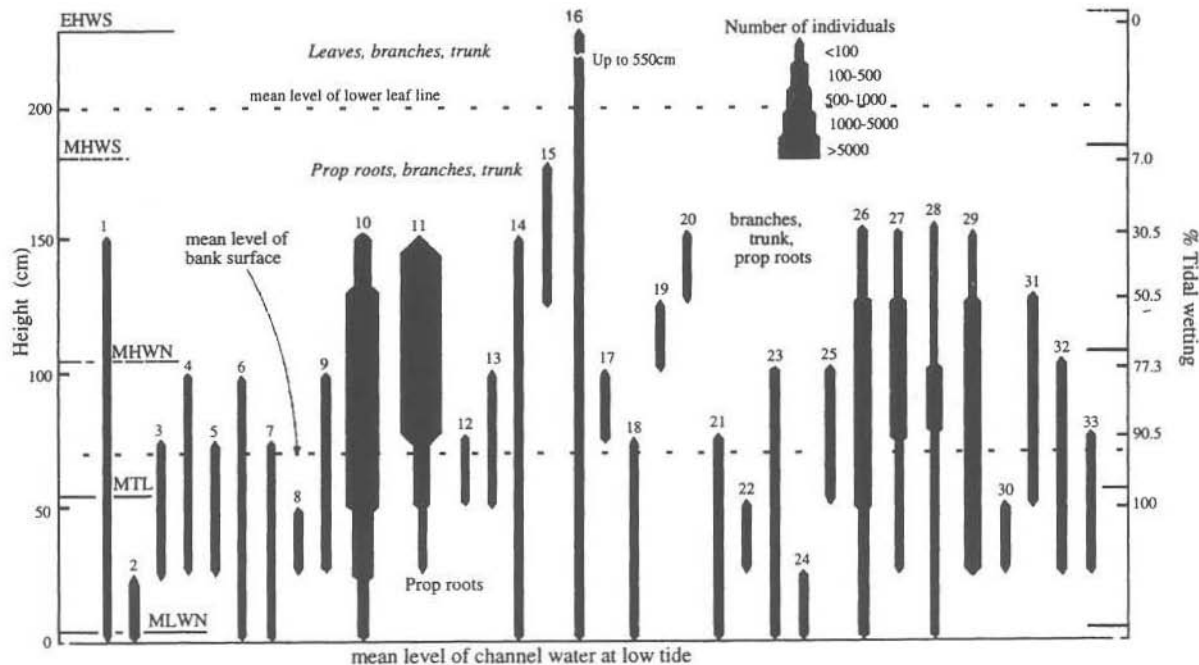 EHWS
16
Number of individuals
0
<100
Leaves, branches, trunk
Up to 550cm
100-500
mean level of lower leaf line
500-1000
200
1000-5000
MHWS
15
>5000
7.0
Prop roots, branches, trunk
1
10
11
14
20
branches,
trunk,
prop roots
26
27
28
29
150
mean level of
bank surface
30.5
19
31
50.5
Height (cm)
% Tidal wetting
MHWN
4
6
9
13
17
23
25
32
100
77.3
3
5
7
12
18
21
33
90.5
MTL
8
22
30
50
100
2
Prop roots
24
MLWN
0
mean level of channel water at low tide